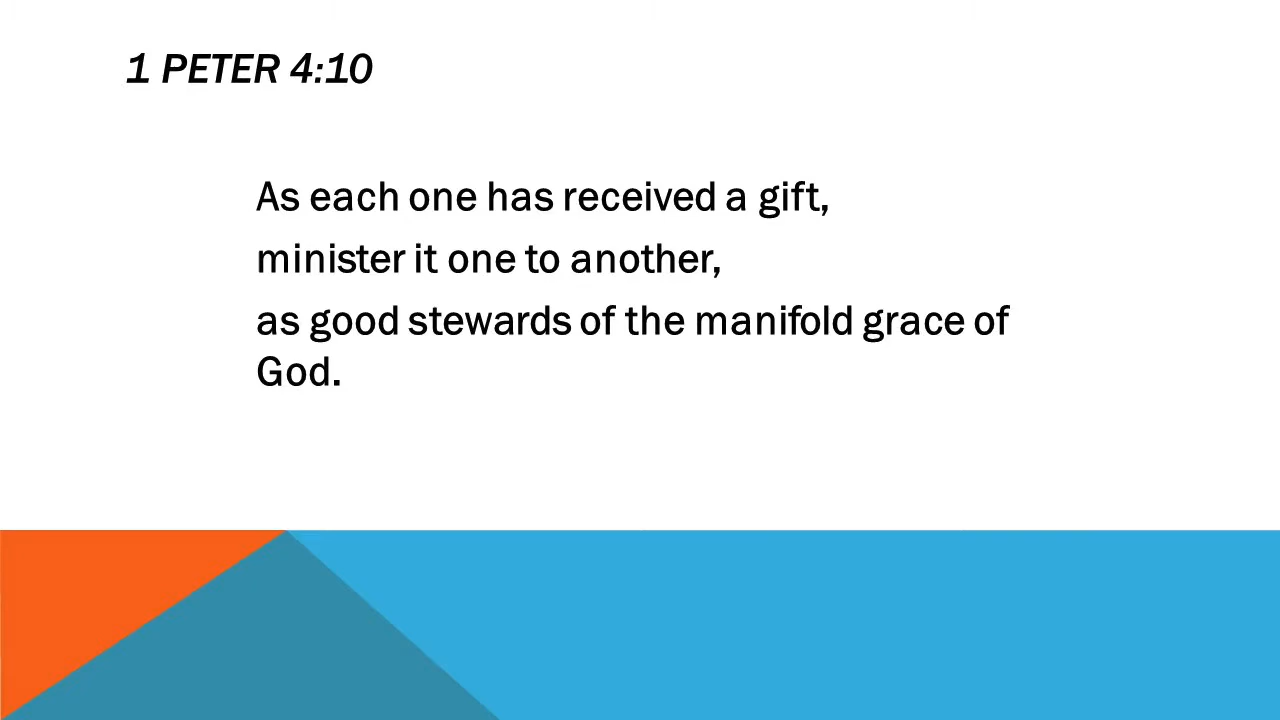 1 PETER 4:10
As each one has received a gift,
minister it one to another,
as good stewards of the manifold grace of
God.